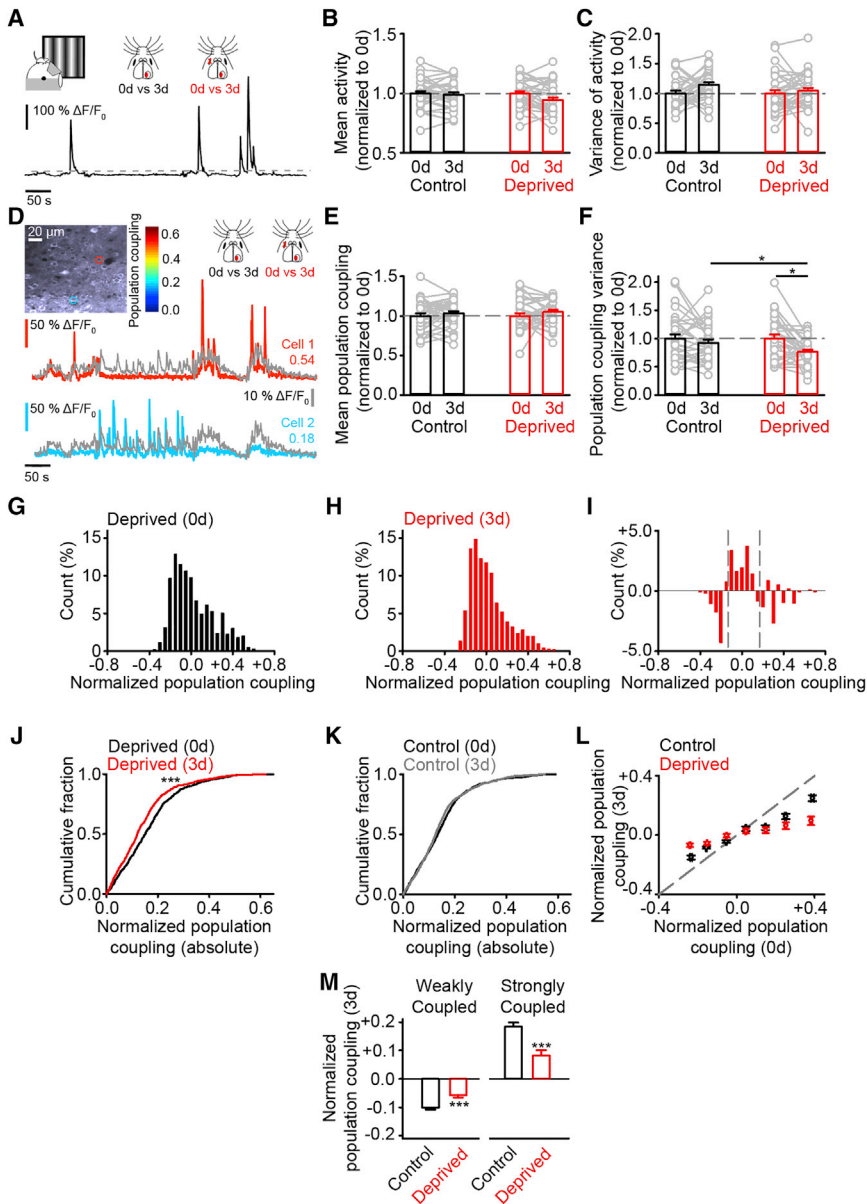 A
0d vs 3d
0d vs 3d
100 % ΔF/F0
50 s
B
Mean activity
(normalized to 0d)
1.5
1.0
0.5
0d
3d
0d
3d
Control
Deprived
C
Variance of activity
(normalized to 0d)
2.0
1.5
1.0
0.5
0
0d
3d
0d
3d
Control
Deprived
D
20 µm
Population coupling
0.6
0.4
0.2
0.0
0d vs 3d
0d vs 3d
50 % ΔF/F0
Cell 1
0.54
10 % ΔF/F0
50 % ΔF/F0
Cell 2
0.18
50 s
E
Mean population coupling
(normalized to 0d)
1.5
1.0
0.5
0
0d
3d
0d
3d
Control
Deprived
F
Population coupling variance
(normalized to 0d)
2.0
1.5
1.0
0.5
0
*
*
0d
3d
0d
3d
Control
Deprived
G
Deprived (0d)
Count (%)
15
10
5
0
-0.8
-0.4
0.0
+0.4
+0.8
Normalized population coupling
H
Deprived (3d)
Count (%)
15
10
5
0
-0.8
-0.4
0.0
+0.4
+0.8
Normalized population coupling
I
Count (%)
+5.0
0.0
-5.0
-0.8
-0.4
0.0
+0.4
+0.8
Normalized population coupling
J
Deprived (0d)
Deprived (3d)
***
Cumulative fraction
1.0
0.5
0.0
0.0
0.2
0.4
0.6
Normalized population
coupling (absolute)
K
Control (0d)
Control (3d)
Cumulative fraction
1.0
0.5
0.0
0.0
0.2
0.4
0.6
Normalized population
coupling (absolute)
L
Control
Deprived
Normalized population
coupling (3d)
+0.4
0.0
-0.4
-0.4
0.0
+0.4
Normalized population
coupling (0d)
M
Weakly
Coupled
Strongly
Coupled
Normalized
population coupling (3d)
+0.2
+0.1
0.0
-0.1
-0.2
***
***
Control
Deprived
Control
Deprived